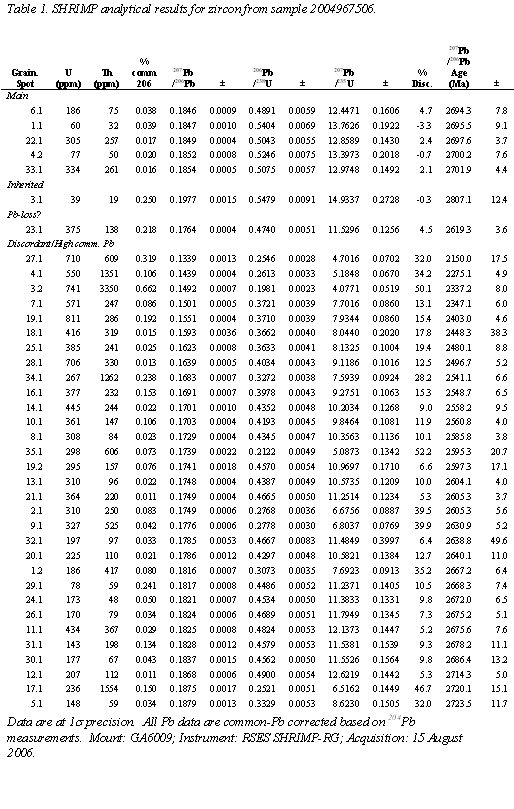 Table 1. SHRIMP analytical results for zircon from sample 2004967506.
Grain. Spot U (ppm) Th (ppm) % comm 206 207Pb /206Pb ± 206Pb /238U ± 207Pb /235U ± % Disc. 207Pb /206Pb Age (Ma) ±
Main
6.1 186 75 0.038 0.1846 0.0009 0.4891 0.0059 12.4471 0.1606 4.7 2694.3 7.8
1.1 60 32 0.039 0.1847 0.0010 0.5404 0.0069 13.7626 0.1922 -3.3 2695.5 9.1
22.1 305 257 0.017 0.1849 0.0004 0.5043 0.0055 12.8589 0.1430 2.4 2697.6 3.7
4.2 77 50 0.020 0.1852 0.0008 0.5246 0.0075 13.3973 0.2018 -0.7 2700.2 7.6
33.1 334 261 0.016 0.1854 0.0005 0.5075 0.0057 12.9748 0.1492 2.1 2701.9 4.4
Inherited
3.1 39 19 0.250 0.1977 0.0015 0.5479 0.0091 14.9337 0.2728 -0.3 2807.1 12.4
Pb-loss?
23.1 375 138 0.218 0.1764 0.0004 0.4740 0.0051 11.5296 0.1256 4.5 2619.3 3.6
Discordant/High comm. Pb
27.1 710 609 0.319 0.1339 0.0013 0.2546 0.0028 4.7016 0.0702 32.0 2150.0 17.5
4.1 550 1351 0.106 0.1439 0.0004 0.2613 0.0033 5.1848 0.0670 34.2 2275.1 4.9
3.2 741 3350 0.662 0.1492 0.0007 0.1981 0.0023 4.0771 0.0519 50.1 2337.2 8.0
7.1 571 247 0.086 0.1501 0.0005 0.3721 0.0039 7.7016 0.0860 13.1 2347.1 6.0
19.1 811 286 0.192 0.1551 0.0004 0.3710 0.0039 7.9344 0.0860 15.4 2403.0 4.6
18.1 416 319 0.015 0.1593 0.0036 0.3662 0.0040 8.0440 0.2020 17.8 2448.3 38.3
25.1 385 241 0.025 0.1623 0.0008 0.3633 0.0041 8.1325 0.1004 19.4 2480.1 8.8
28.1 706 330 0.013 0.1639 0.0005 0.4034 0.0043 9.1186 0.1016 12.5 2496.7 5.2
34.1 267 1262 0.238 0.1683 0.0007 0.3272 0.0038 7.5939 0.0924 28.2 2541.1 6.6
16.1 377 232 0.153 0.1691 0.0007 0.3978 0.0043 9.2751 0.1063 15.3 2548.7 6.5
14.1 445 244 0.022 0.1701 0.0010 0.4352 0.0048 10.2034 0.1268 9.0 2558.2 9.5
10.1 361 147 0.106 0.1703 0.0004 0.4193 0.0045 9.8464 0.1081 11.9 2560.8 4.0
8.1 308 84 0.023 0.1729 0.0004 0.4345 0.0047 10.3563 0.1136 10.1 2585.8 3.8
35.1 298 606 0.073 0.1739 0.0022 0.2122 0.0049 5.0873 0.1342 52.2 2595.3 20.7
19.2 295 157 0.076 0.1741 0.0018 0.4570 0.0054 10.9697 0.1710 6.6 2597.3 17.1
13.1 310 96 0.022 0.1748 0.0004 0.4387 0.0049 10.5735 0.1209 10.0 2604.1 4.0
21.1 364 220 0.011 0.1749 0.0004 0.4665 0.0050 11.2514 0.1234 5.3 2605.3 3.7
2.1 310 250 0.083 0.1749 0.0006 0.2768 0.0036 6.6756 0.0887 39.5 2605.3 5.6
9.1 327 525 0.042 0.1776 0.0006 0.2778 0.0030 6.8037 0.0769 39.9 2630.9 5.2
32.1 197 97 0.033 0.1785 0.0053 0.4667 0.0083 11.4849 0.3997 6.4 2638.8 49.6
20.1 225 110 0.021 0.1786 0.0012 0.4297 0.0048 10.5821 0.1384 12.7 2640.1 11.0
1.2 186 417 0.080 0.1816 0.0007 0.3073 0.0035 7.6923 0.0913 35.2 2667.2 6.4
29.1 78 59 0.241 0.1817 0.0008 0.4486 0.0052 11.2371 0.1405 10.5 2668.3 7.4
24.1 173 48 0.050 0.1821 0.0007 0.4534 0.0050 11.3833 0.1331 9.8 2672.0 6.5
26.1 170 79 0.034 0.1824 0.0006 0.4689 0.0051 11.7949 0.1345 7.3 2675.2 5.1
11.1 434 367 0.029 0.1825 0.0008 0.4824 0.0053 12.1373 0.1447 5.2 2675.6 7.6
31.1 143 198 0.134 0.1828 0.0012 0.4579 0.0053 11.5381 0.1539 9.3 2678.2 11.1
30.1 177 67 0.043 0.1837 0.0015 0.4562 0.0050 11.5526 0.1564 9.8 2686.4 13.2
12.1 207 112 0.011 0.1868 0.0006 0.4900 0.0054 12.6219 0.1442 5.3 2714.3 5.0
17.1 236 1554 0.150 0.1875 0.0017 0.2521 0.0051 6.5162 0.1449 46.7 2720.1 15.1
5.1 148 59 0.034 0.1879 0.0013 0.3329 0.0053 8.6230 0.1505 32.0 2723.5 11.7
Data are at 1σ precision. All Pb data are common-Pb corrected based on 204Pb
measurements. Mount: GA6009; Instrument: RSES SHRIMP-RG; Acquisition: 15 August
2006.